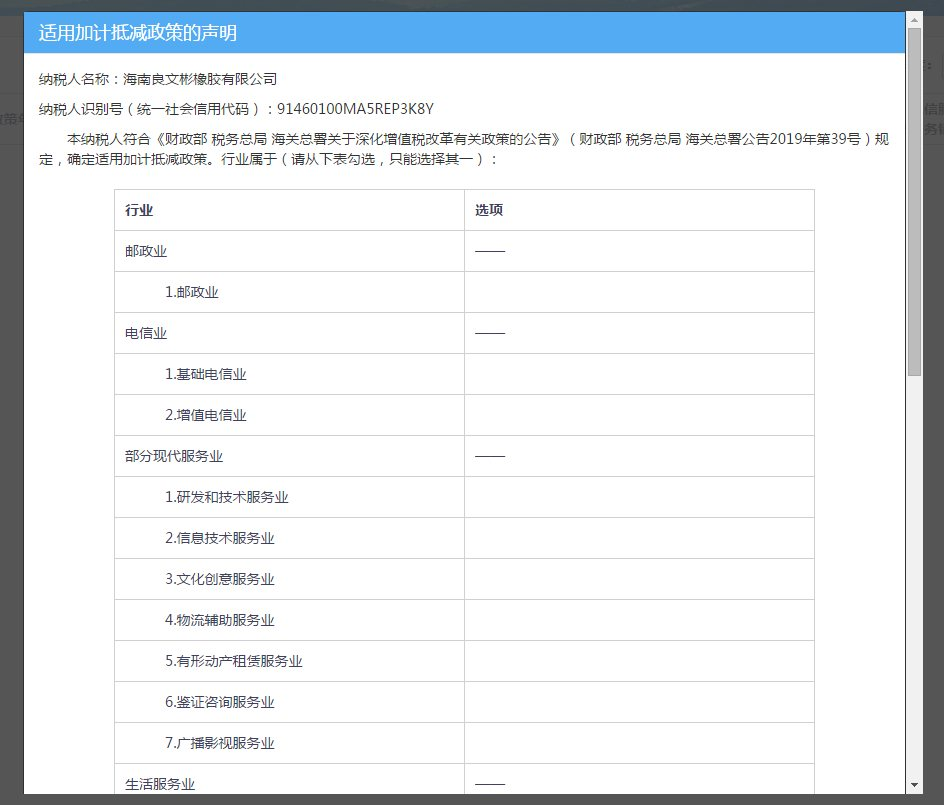 适用加计抵减政策的声明
纳税人名称：海南良文彬橡胶有限公司
纳税人识别号（统一社会信用代码）：91460100MA5REP3K8Y
本纳税人符合《财政部 税务总局 海关总署关于深化增值税改革有关政策的公告》（财政部 税务总局 海关总署公告2019年第39号）规
定，确定适用加计抵减政策。行业属于（请从下表勾选，只能选择其一）：
行业 选项
邮政业 ——
1.邮政业
电信业 ——
1.基础电信业
2.增值电信业
部分现代服务业 ——
1.研发和技术服务业
2.信息技术服务业
3.文化创意服务业
4.物流辅助服务业
5.有形动产租赁服务业
6.鉴证咨询服务业
7.广播影视服务业
生活服务业 ——